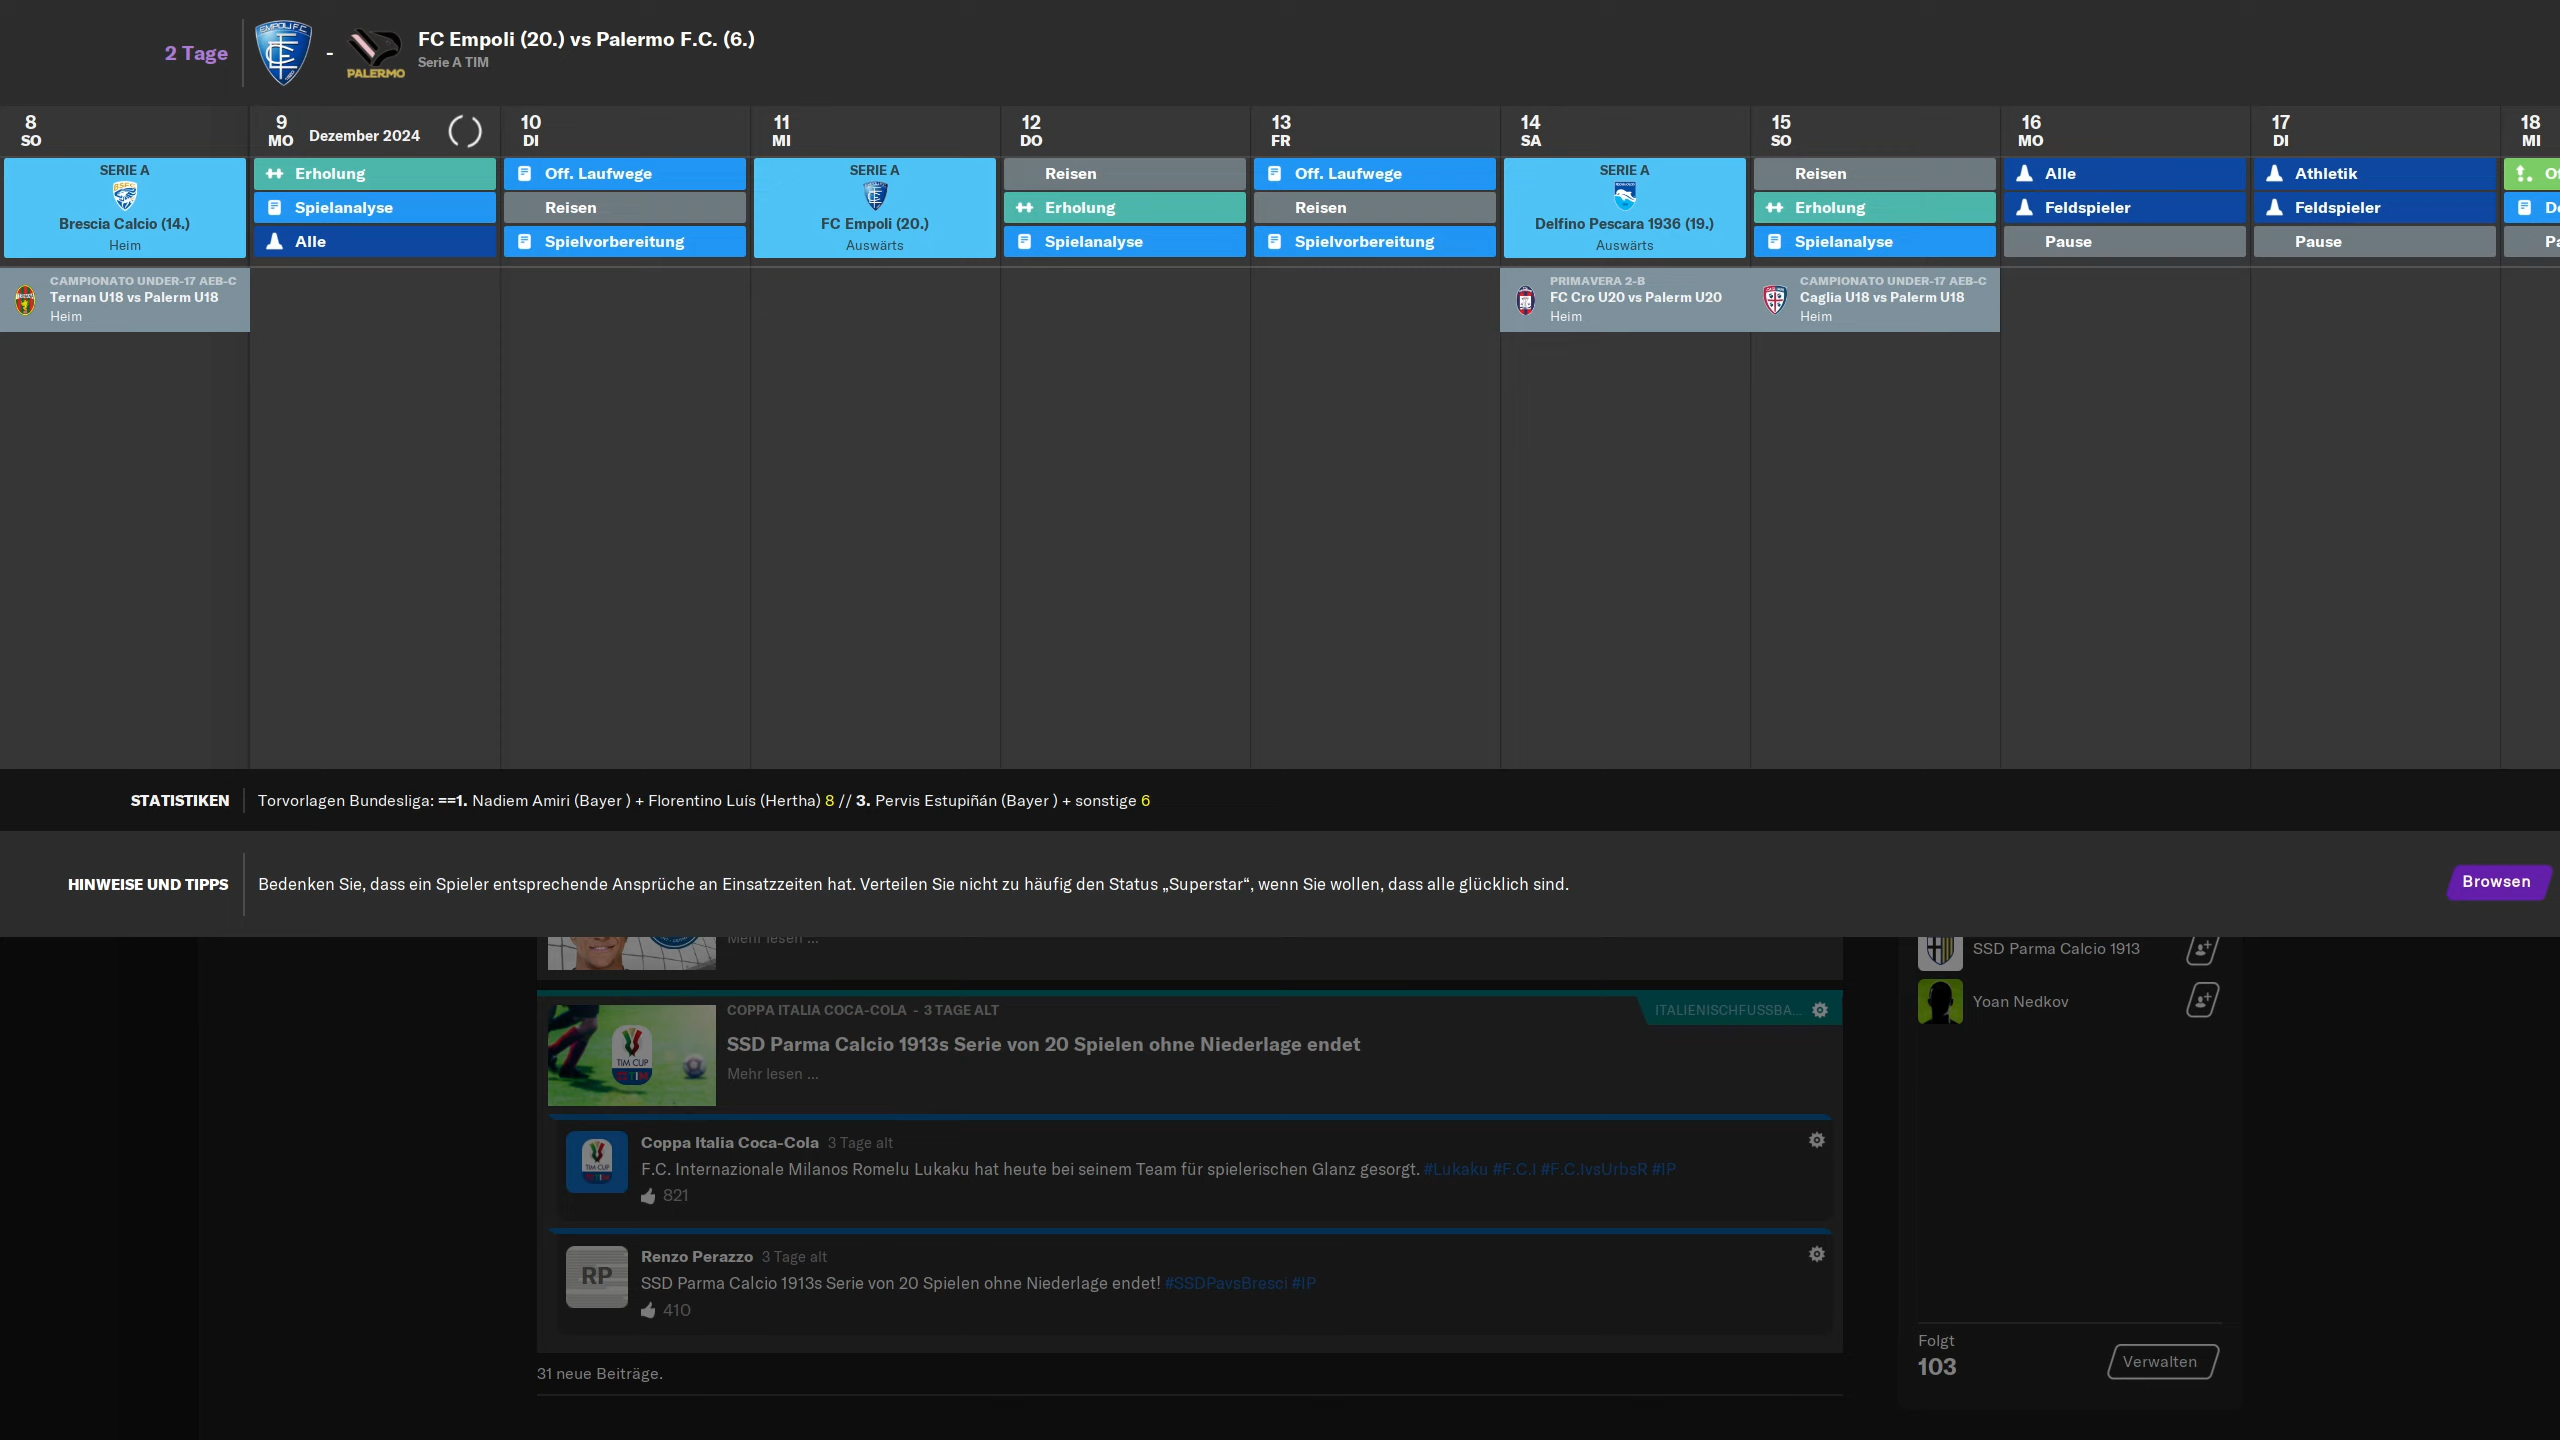 2 Tage
FC Empoli (20.) vs Palermo F.C. (6.)
Serie A TIM
PALERMO
8 SO
9 MO Dezember 2024
10 DI
11 MI
12 DO
13 FR
14 SA
15 SO
16 MO
17 DI
18 MI
SERIE A
Brescia Calcio (14.)
Heim
Erholung
Spielanalyse
Alle
Off. Laufwege
Reisen
Spielvorbereitung
SERIE A
FC Empoli (20.)
Auswärts
Reisen
Erholung
Spielanalyse
Off. Laufwege
Reisen
Spielvorbereitung
SERIE A
Delfino Pescara 1936 (19.)
Auswärts
Reisen
Erholung
Spielanalyse
Alle
Feldspieler
Pause
Athletik
Feldspieler
Pause
CAMPIONATO UNDER-17 AEB-C
Ternan U18 vs Palerm U18
Heim
PRIMAVERA 2-B
FC Cro U20 vs Palerm U20
Heim
CAMPIONATO UNDER-17 AEB-C
Caglia U18 vs Palerm U18
Heim
STATISTIKEN
Torvorlagen Bundesliga: ==1. Nadiem Amiri (Bayer ) + Florentino Luís (Hertha) 8 // 3. Pervis Estupiñán (Bayer ) + sonstige 6
HINWEISE UND TIPPS
Bedenken Sie, dass ein Spieler entsprechende Ansprüche an Einsatzzeiten hat. Verteilen Sie nicht zu häufig den Status „Superstar“, wenn Sie wollen, dass alle glücklich sind.
Browsen
Mehr lesen ...
COPPA ITALIA COCA-COLA - 3 TAGE ALT
ITALIENISCHFUSSBA...
SSD Parma Calcio 1913s Serie von 20 Spielen ohne Niederlage endet
Mehr lesen ...
TIM CUP
Coppa Italia Coca-Cola 3 Tage alt
F.C. Internazionale Milanos Romelu Lukaku hat heute bei seinem Team für spielerischen Glanz gesorgt. #Lukaku #F.C.I #F.C.IvsUrbsR #IP
821
RP
Renzo Perazzo 3 Tage alt
SSD Parma Calcio 1913s Serie von 20 Spielen ohne Niederlage endet! #SSDPavsBresci #IP
410
31 neue Beiträge.
SSD Parma Calcio 1913
Yoan Nedkov
Folgt
103
Verwalten